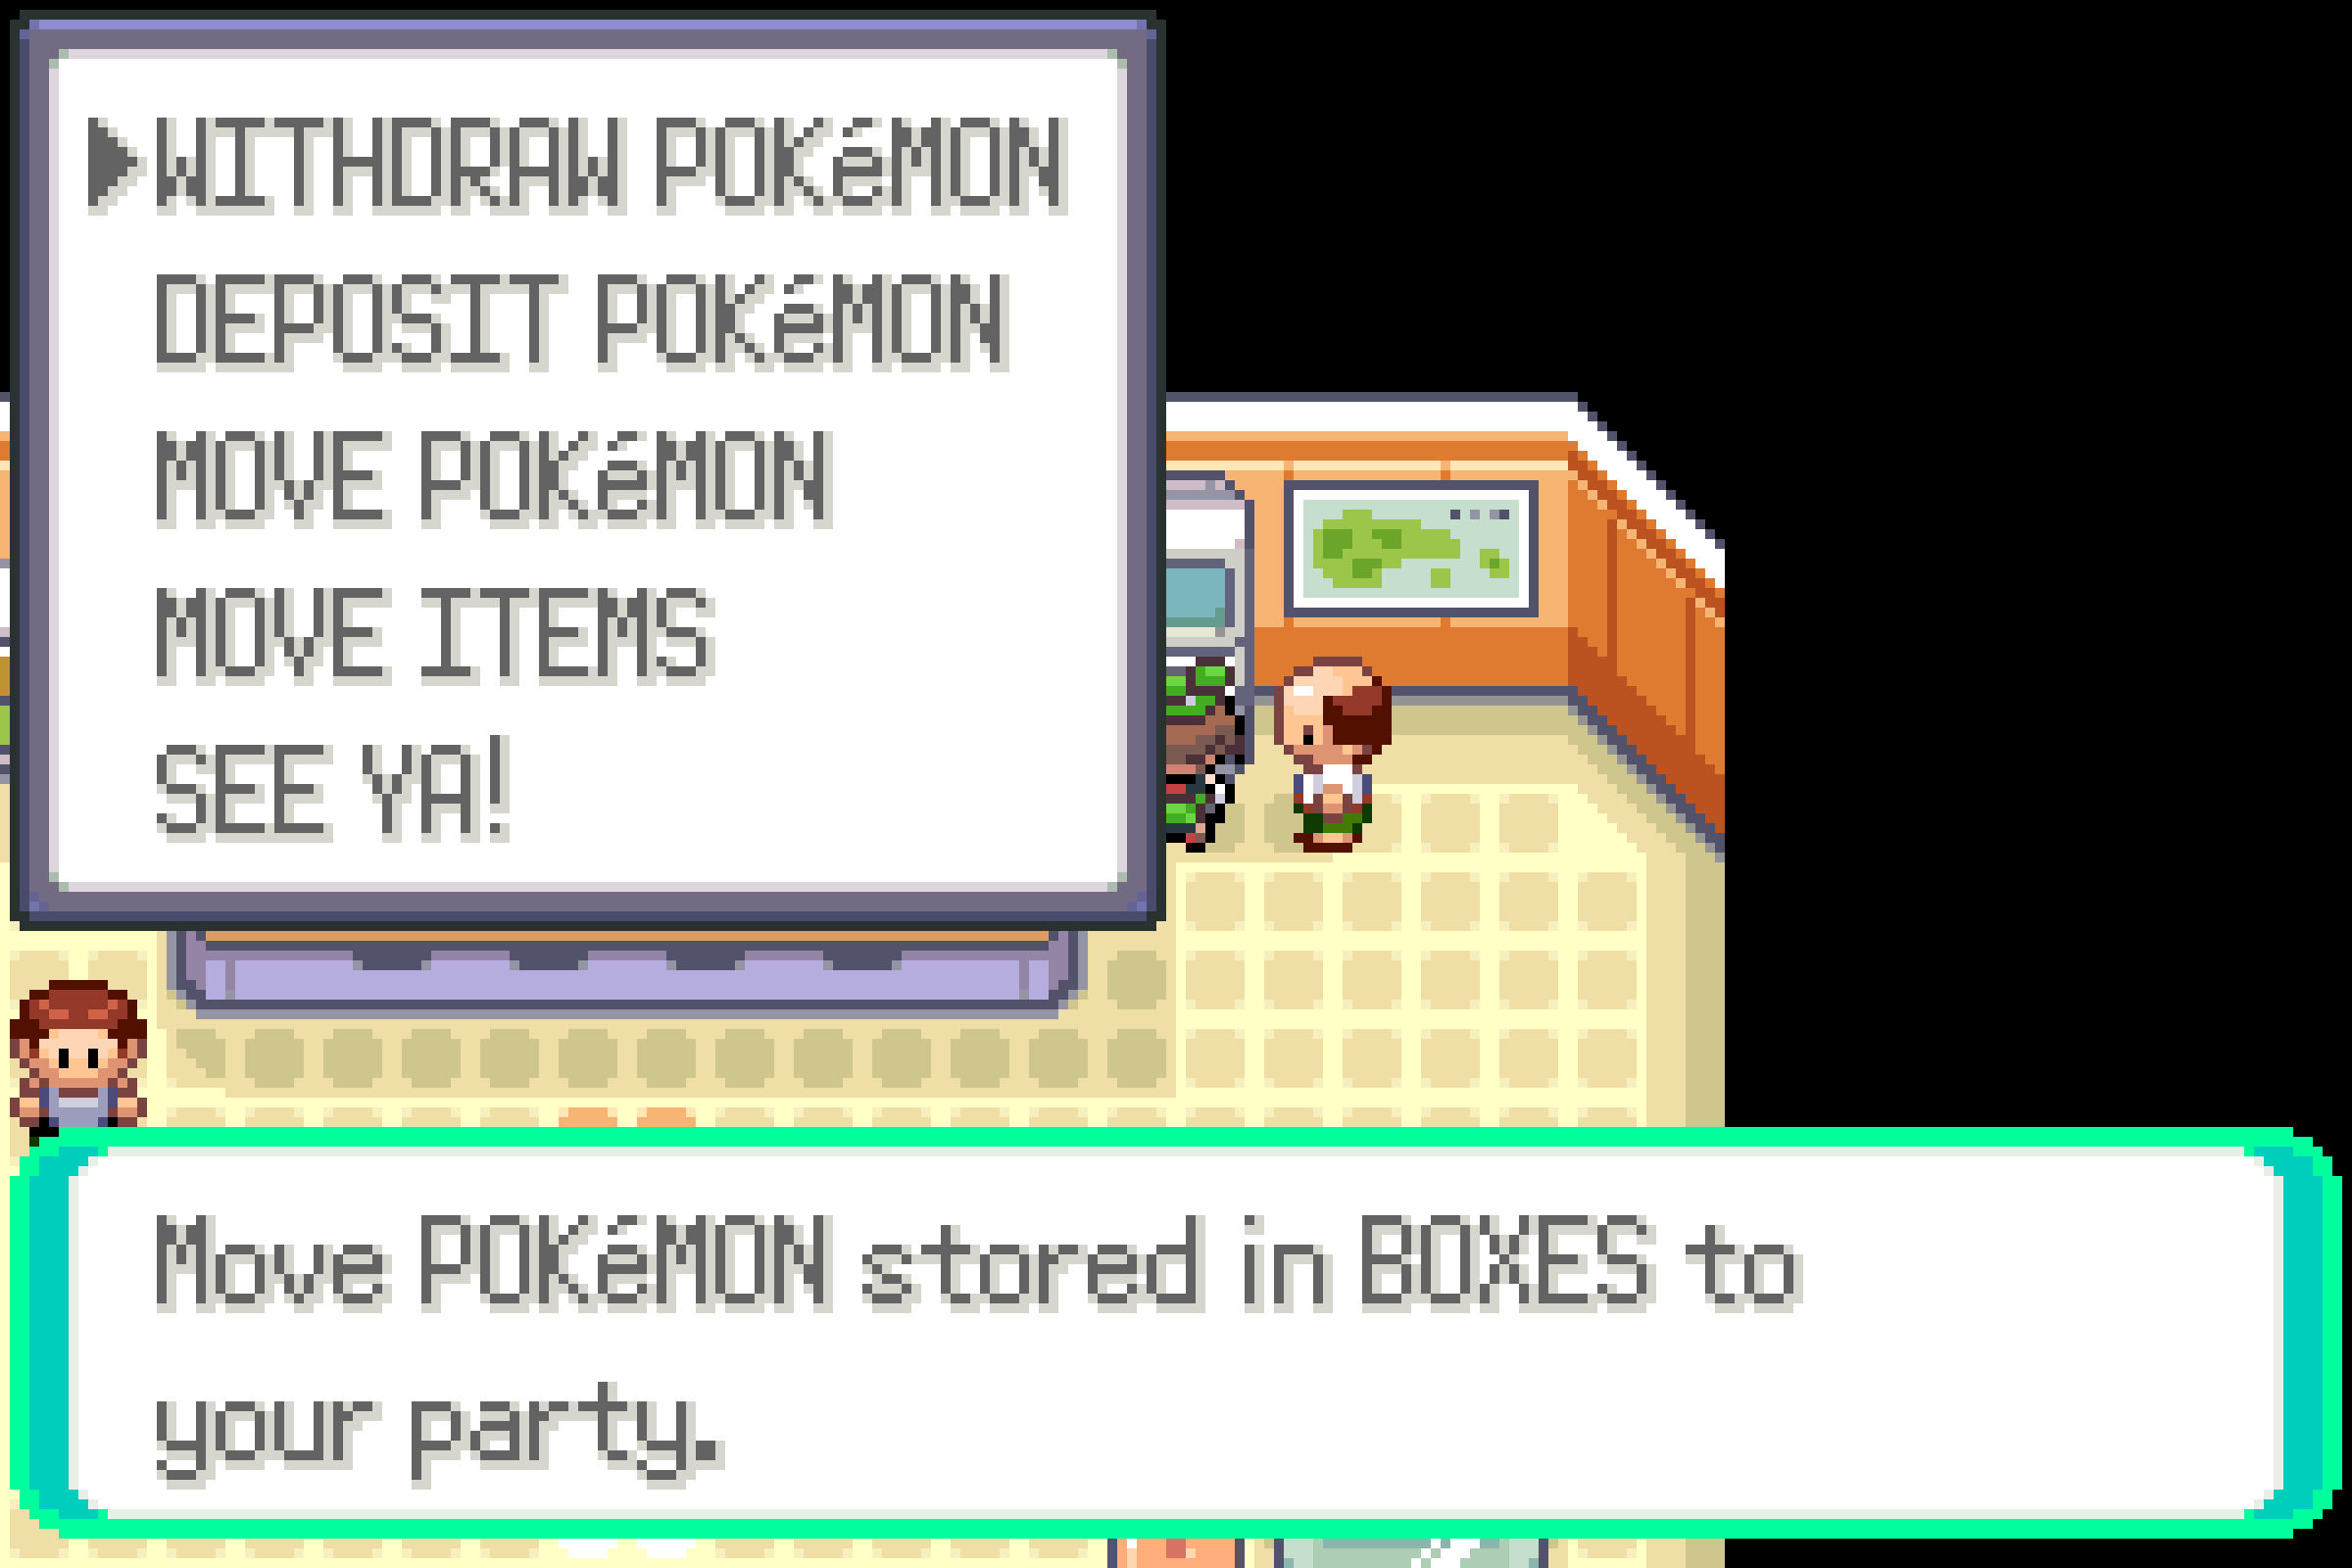 WITHDRAW POKéMON
DEPOSIT POKéMON
MOVE POKéMON
MOVE ITEMS
SEE YA!
Move POKéMON stored in BOXES to
your party.